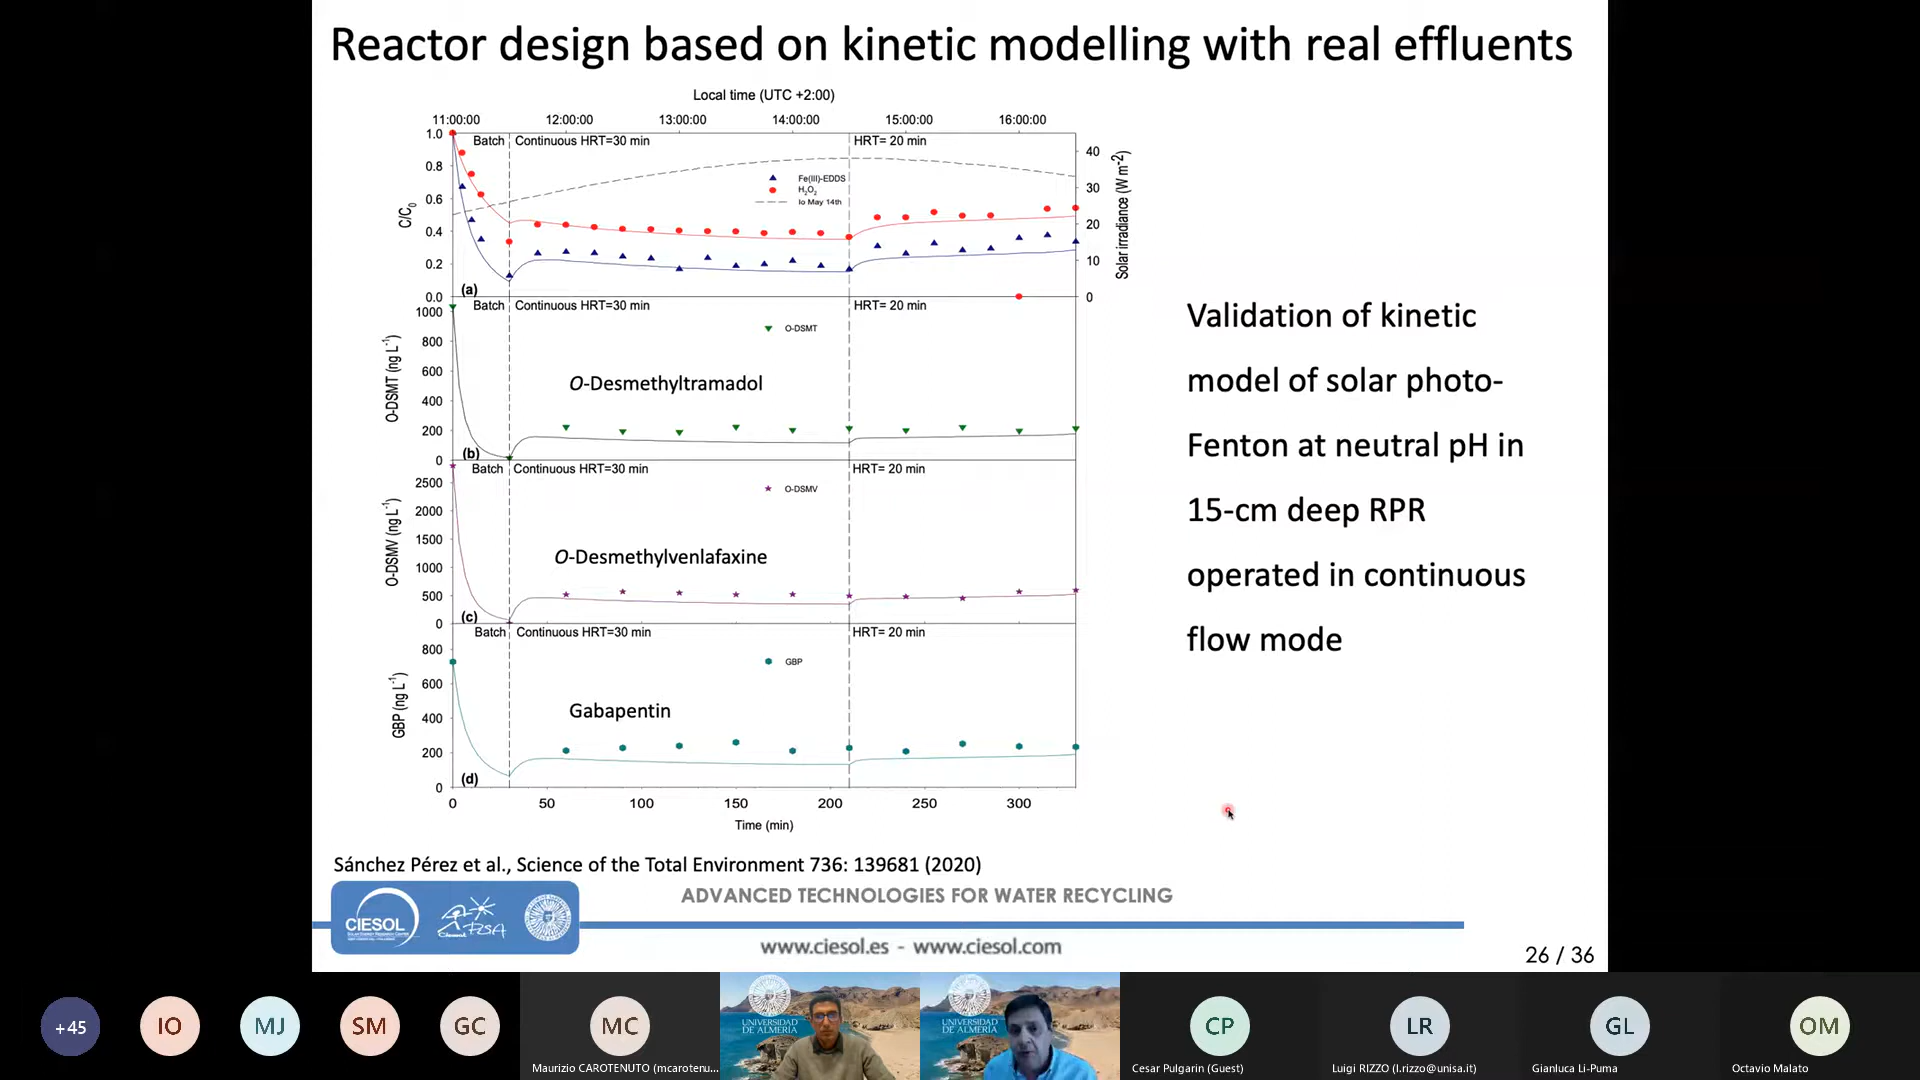 Reactor design based on kinetic modelling with real effluents
Local time (UTC +2:00)
11:00:00 12:00:00 13:00:00 14:00:00 15:00:00 16:00:00
Batch Continuous HRT=30 min HRT= 20 min
1.0
0.8
0.6
0.4
0.2
0.0
C/C0
40
30
20
10
0
Solar irradiance (W m-2)
Fe(III)-EDDS
H2O2
Io May 14th
(a)
Batch Continuous HRT=30 min HRT= 20 min
1000
800
600
400
200
0
O-DSMT (ng L-1)
O-DSMT
O-Desmethyltramadol
(b)
Batch Continuous HRT=30 min HRT= 20 min
2500
2000
1500
1000
500
0
O-DSMV (ng L-1)
O-DSMV
O-Desmethylvenlafaxine
(c)
Batch Continuous HRT=30 min HRT= 20 min
800
600
400
200
0
GBP (ng L-1)
GBP
Gabapentin
(d)
0 50 100 150 200 250 300
Time (min)
Validation of kinetic
model of solar photo-
Fenton at neutral pH in
15-cm deep RPR
operated in continuous
flow mode
Sánchez Pérez et al., Science of the Total Environment 736: 139681 (2020)
ADVANCED TECHNOLOGIES FOR WATER RECYCLING
CIESOL
PSA
www.ciesol.es - www.ciesol.com
26 / 36
+45
IO
MJ
SM
GC
MC
Maurizio CAROTENUTO (mcarotenu...
UNIVERSIDAD
DE ALMERÍA
UNIVERSIDAD
DE ALMERÍA
CP
Cesar Pulgarin (Guest)
LR
Luigi RIZZO (l.rizzo@unisa.it)
GL
Gianluca Li-Puma
OM
Octavio Malato